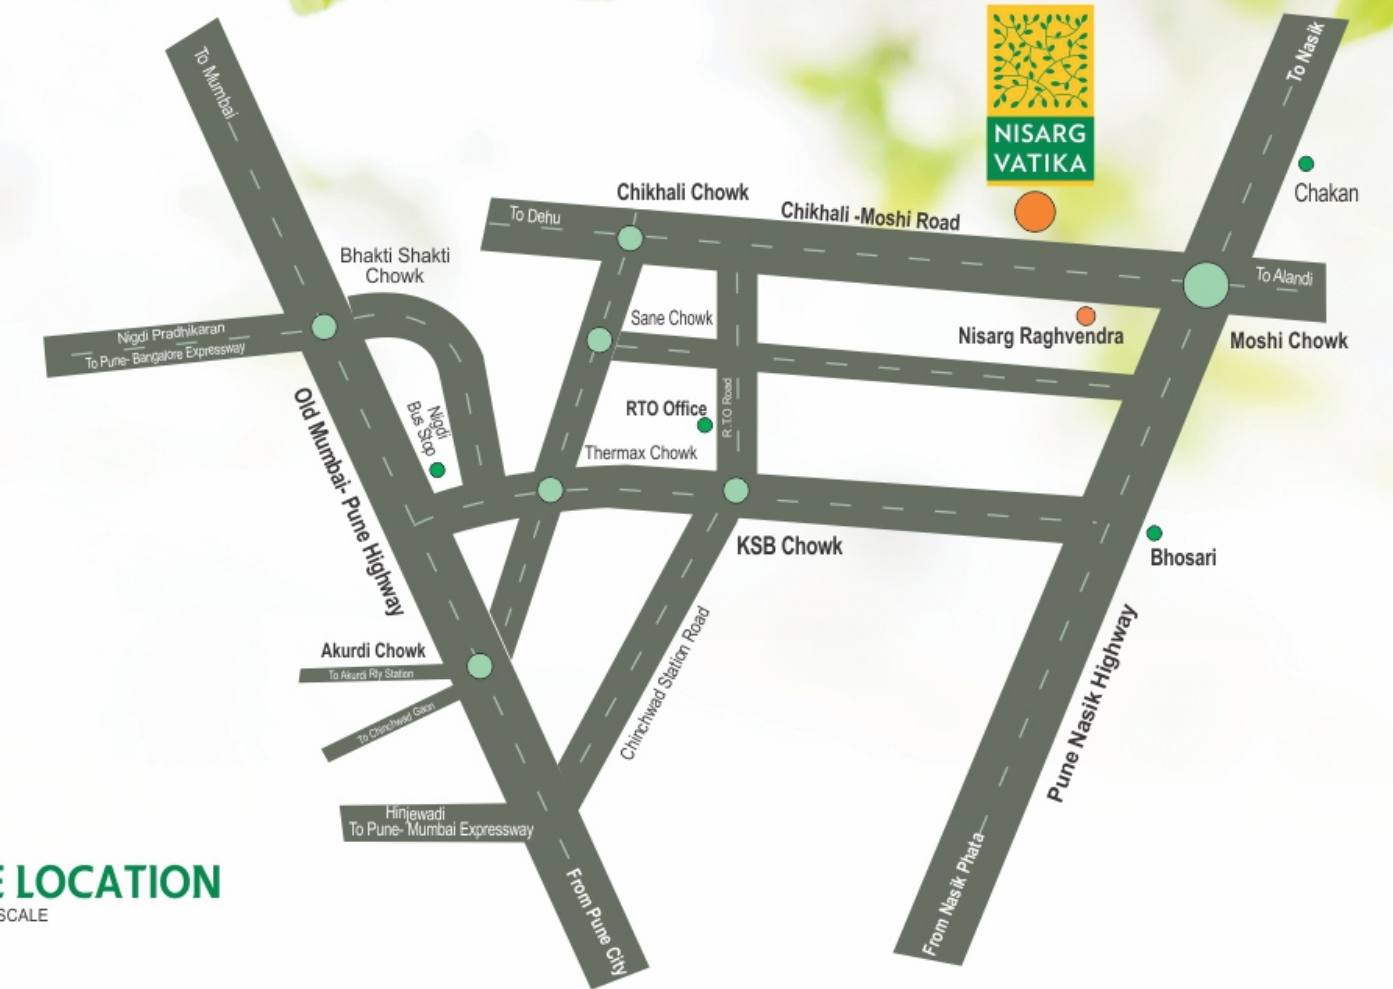 To Mumbai
To Nasik
NISARG
VATIKA
Chakan
Chikhali Chowk
Chikhali -Moshi Road
To Dehu
Bhakti Shakti
Chowk
To Alandi
Nigdi Pradhikaran
To Pune- Bangalore Expressway
Sane Chowk
Nisarg Raghvendra
Moshi Chowk
Old Mumbai- Pune Highway
Nigdi
Bus Stop
RTO Office
R.T.O Road
Thermax Chowk
KSB Chowk
Bhosari
Akurdi Chowk
To Akurdi Rly Station
To Chinchwad Gaon
Chinchwad Station Road
Pune Nasik Highway
Hinjewadi
To Pune- Mumbai Expressway
From Pune City
From Nasik Phata
E LOCATION
SCALE